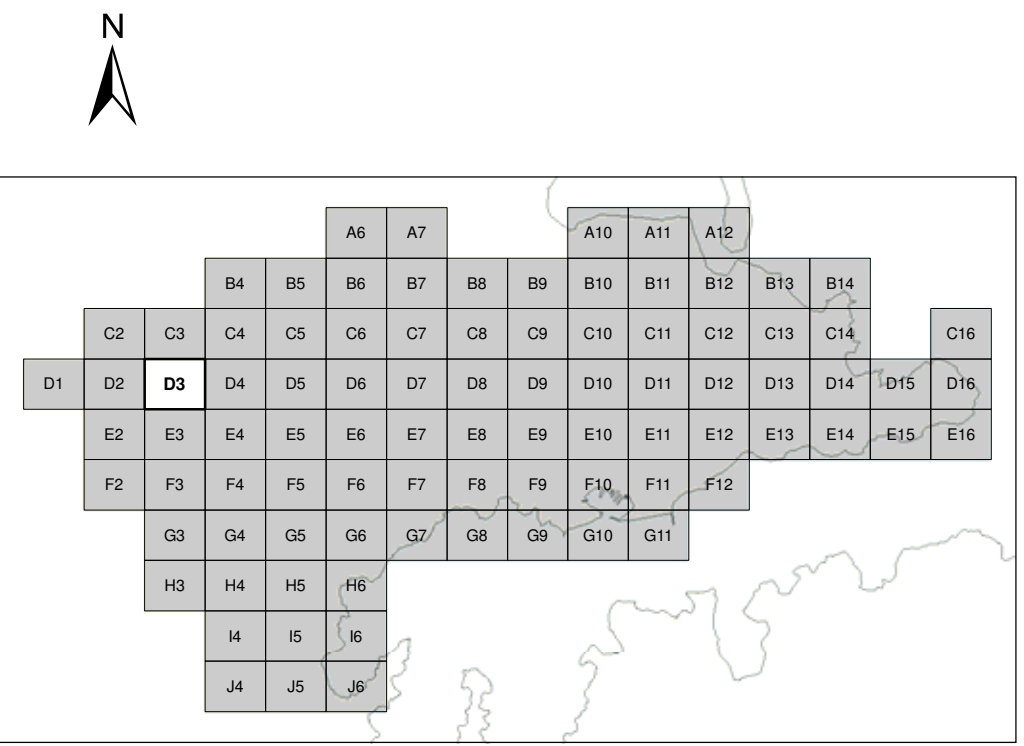 N
A6 A7 A10 A11 A12
B4 B5 B6 B7 B8 B9 B10 B11 B12 B13 B14
C2 C3 C4 C5 C6 C7 C8 C9 C10 C11 C12 C13 C14 C16
D1 D2 D3 D4 D5 D6 D7 D8 D9 D10 D11 D12 D13 D14 D15 D16
E2 E3 E4 E5 E6 E7 E8 E9 E10 E11 E12 E13 E14 E15 E16
F2 F3 F4 F5 F6 F7 F8 F9 F10 F11 F12
G3 G4 G5 G6 G7 G8 G9 G10 G11
H3 H4 H5 H6
I4 I5 I6
J4 J5 J6